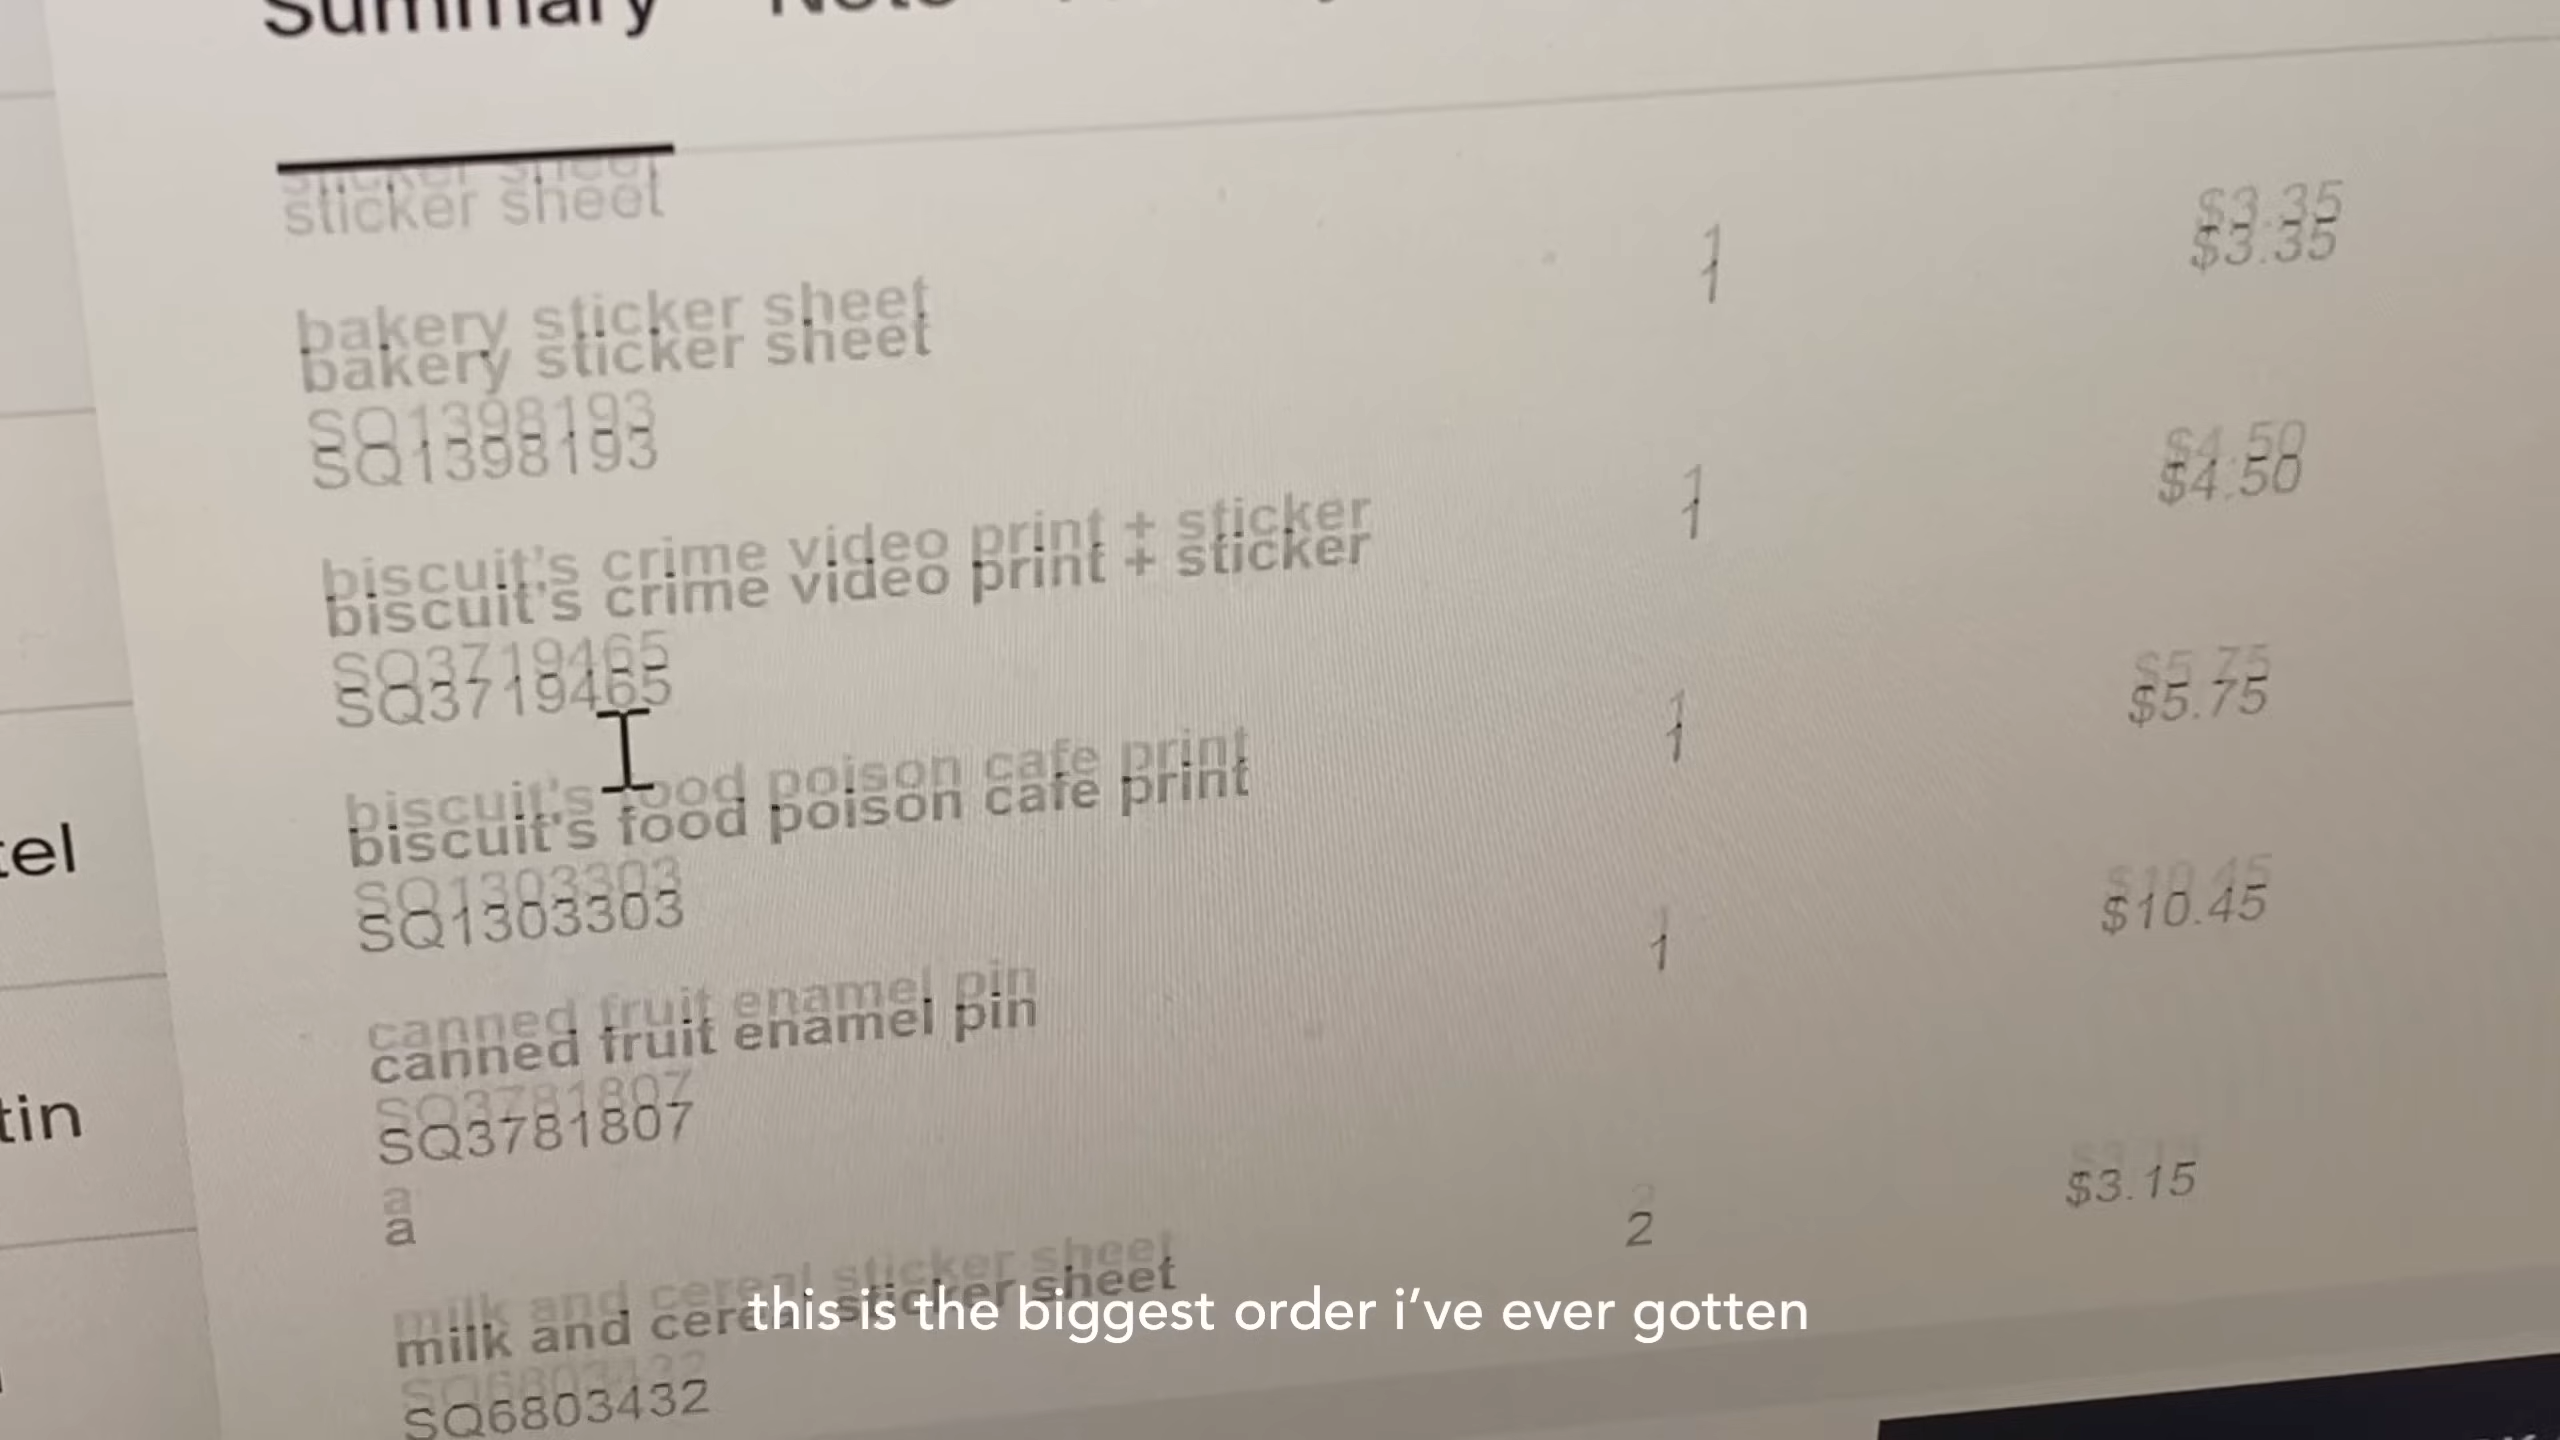 Summary
sticker sheet
1 $3.35
bakery sticker sheet
SQ1398193
1 $4.50
biscuit's crime video print + sticker
SQ3719465
1 $5.75
biscuit's food poison cafe print
SQ1303303
1 $10.45
canned fruit enamel pin
SQ3781807
a
2 $3.15
milk and cereal sticker sheet
SQ6803432
tel
tin
this is the biggest order i've ever gotten